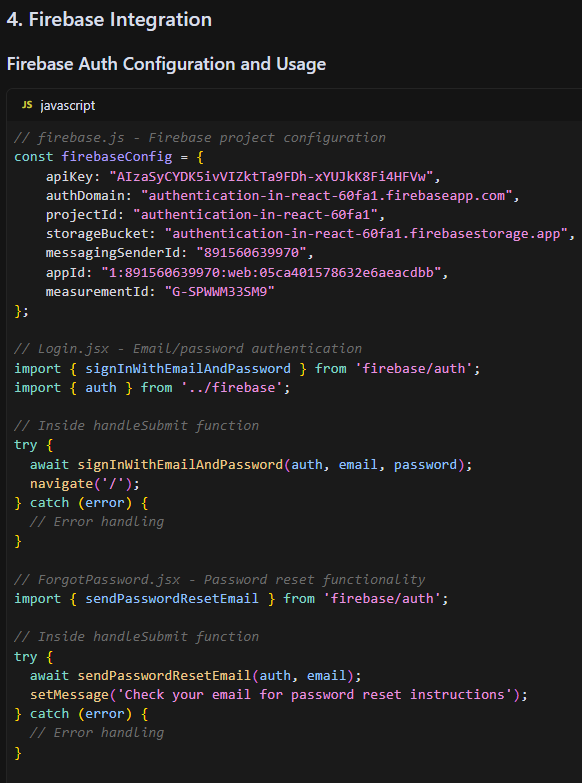 4. Firebase Integration
Firebase Auth Configuration and Usage
JS javascript
// firebase.js - Firebase project configuration
const firebaseConfig = {
    apiKey: "AIzaSyCYDK5ivVIZktTa9FDh-xYUJkK8Fi4HFVw",
    authDomain: "authentication-in-react-60fa1.firebaseapp.com",
    projectId: "authentication-in-react-60fa1",
    storageBucket: "authentication-in-react-60fa1.firebasestorage.app",
    messagingSenderId: "891560639970",
    appId: "1:891560639970:web:05ca401578632e6aeacdbb",
    measurementId: "G-SPWWM33SM9"
};
// Login.jsx - Email/password authentication
import { signInWithEmailAndPassword } from 'firebase/auth';
import { auth } from '../firebase';
// Inside handleSubmit function
try {
  await signInWithEmailAndPassword(auth, email, password);
  navigate('/');
} catch (error) {
  // Error handling
}
// ForgotPassword.jsx - Password reset functionality
import { sendPasswordResetEmail } from 'firebase/auth';
// Inside handleSubmit function
try {
  await sendPasswordResetEmail(auth, email);
  setMessage('Check your email for password reset instructions');
} catch (error) {
  // Error handling
}